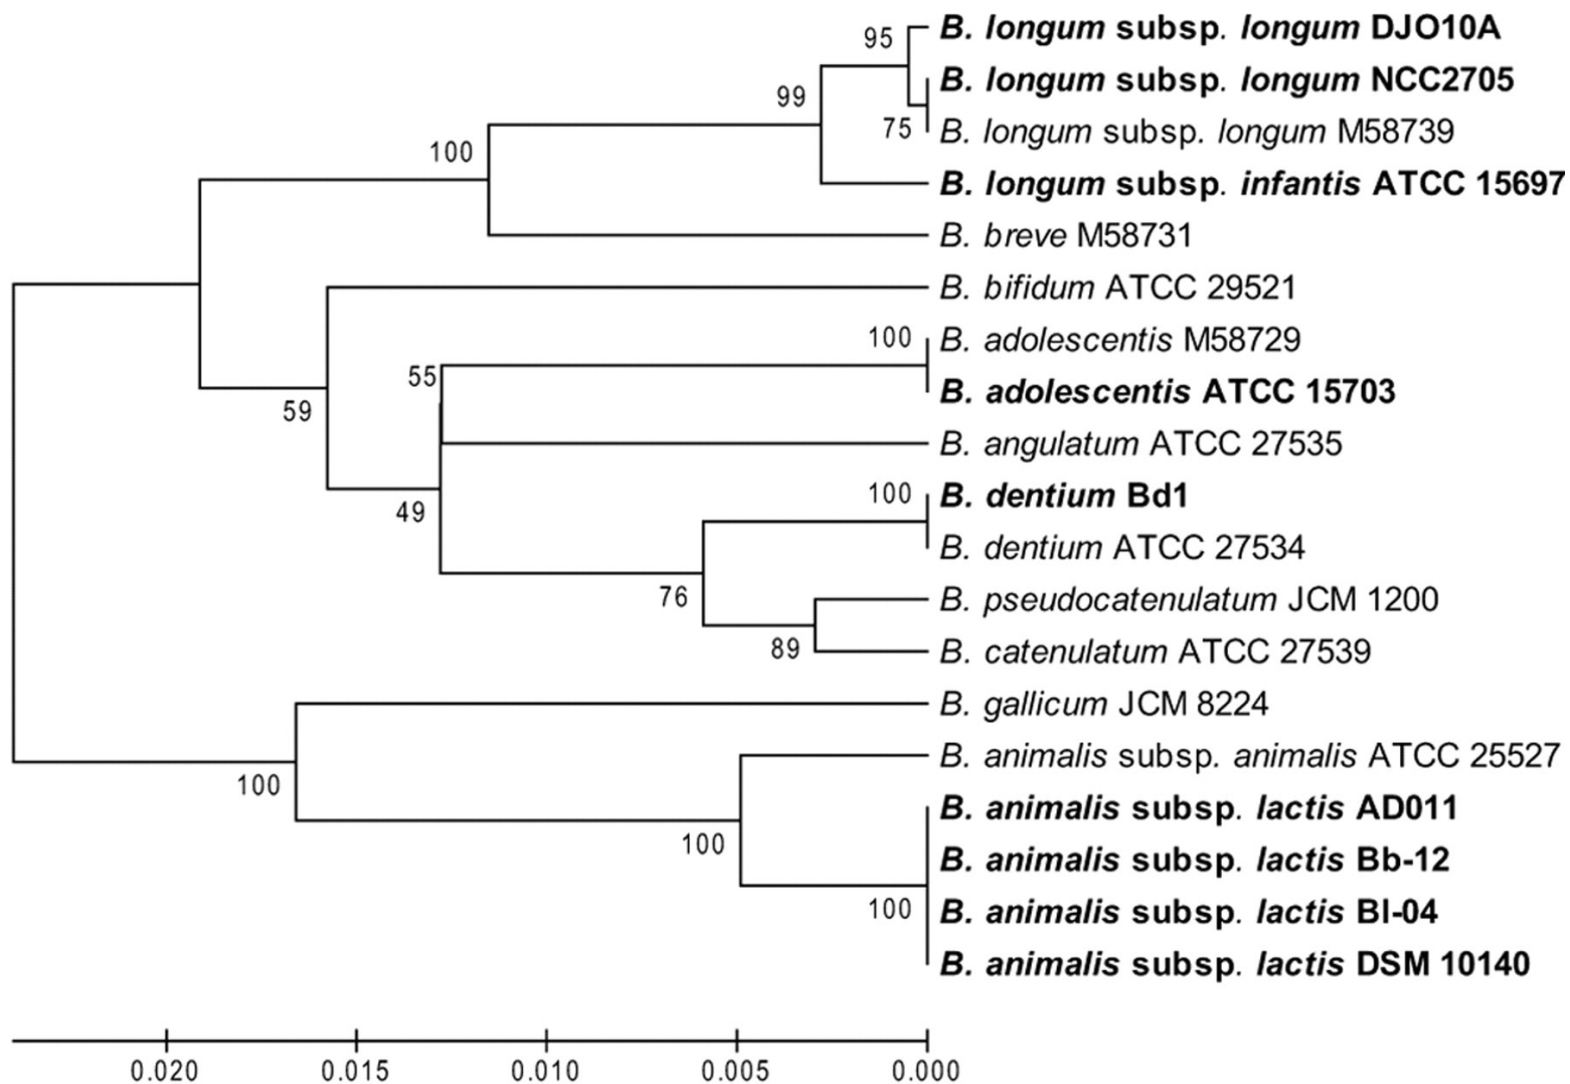 95
B. longum subsp. longum DJO10A
99
B. longum subsp. longum NCC2705
75
B. longum subsp. longum M58739
100
B. longum subsp. infantis ATCC 15697
B. breve M58731
B. bifidum ATCC 29521
100
B. adolescentis M58729
55
B. adolescentis ATCC 15703
59
B. angulatum ATCC 27535
100
B. dentium Bd1
49
B. dentium ATCC 27534
76
B. pseudocatenulatum JCM 1200
89
B. catenulatum ATCC 27539
B. gallicum JCM 8224
B. animalis subsp. animalis ATCC 25527
100
B. animalis subsp. lactis AD011
100
B. animalis subsp. lactis Bb-12
100
B. animalis subsp. lactis Bl-04
B. animalis subsp. lactis DSM 10140
0.020 0.015 0.010 0.005 0.000